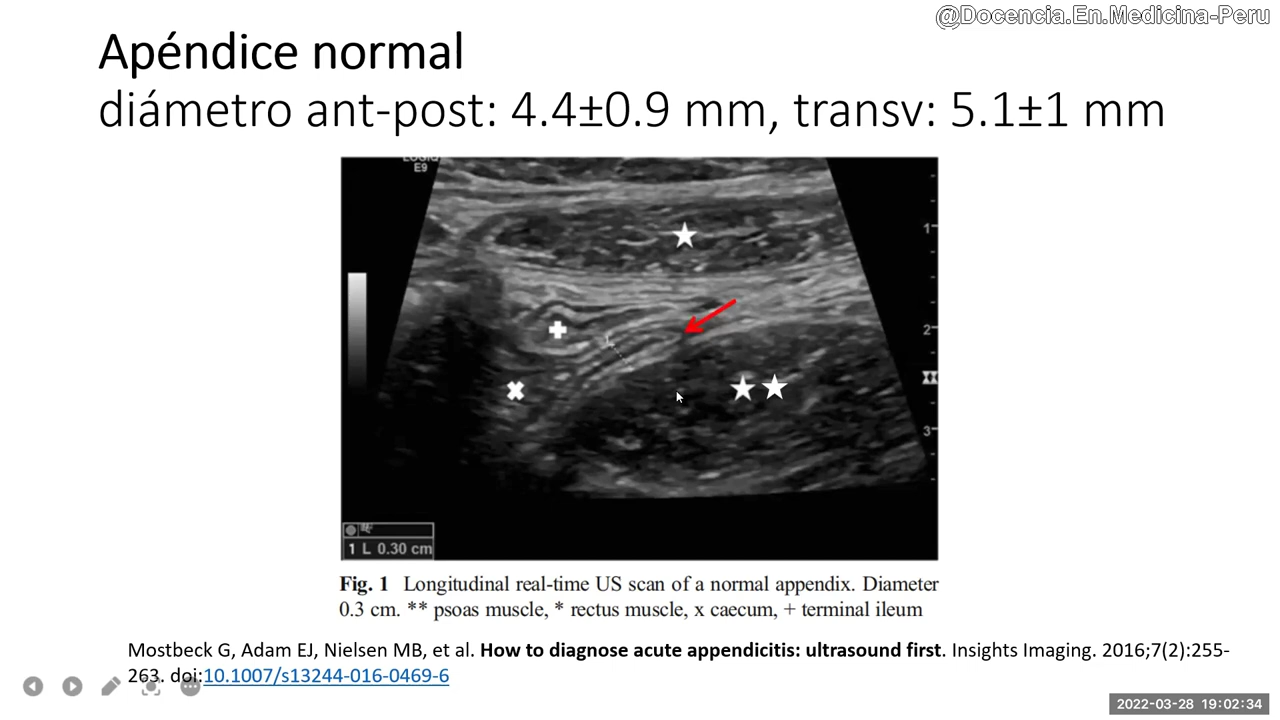 @Docencia.En.Medicina-Peru
Apéndice normal
diámetro ant-post: 4.4±0.9 mm, transv: 5.1±1 mm
LOGIQ
E9
1
2
3
1 L 0.30 cm
Fig. 1 Longitudinal real-time US scan of a normal appendix. Diameter
0.3 cm. ** psoas muscle, * rectus muscle, x caecum, + terminal ileum
Mostbeck G, Adam EJ, Nielsen MB, et al. How to diagnose acute appendicitis: ultrasound first. Insights Imaging. 2016;7(2):255-
263. doi:10.1007/s13244-016-0469-6
2022-03-28 19:02:34